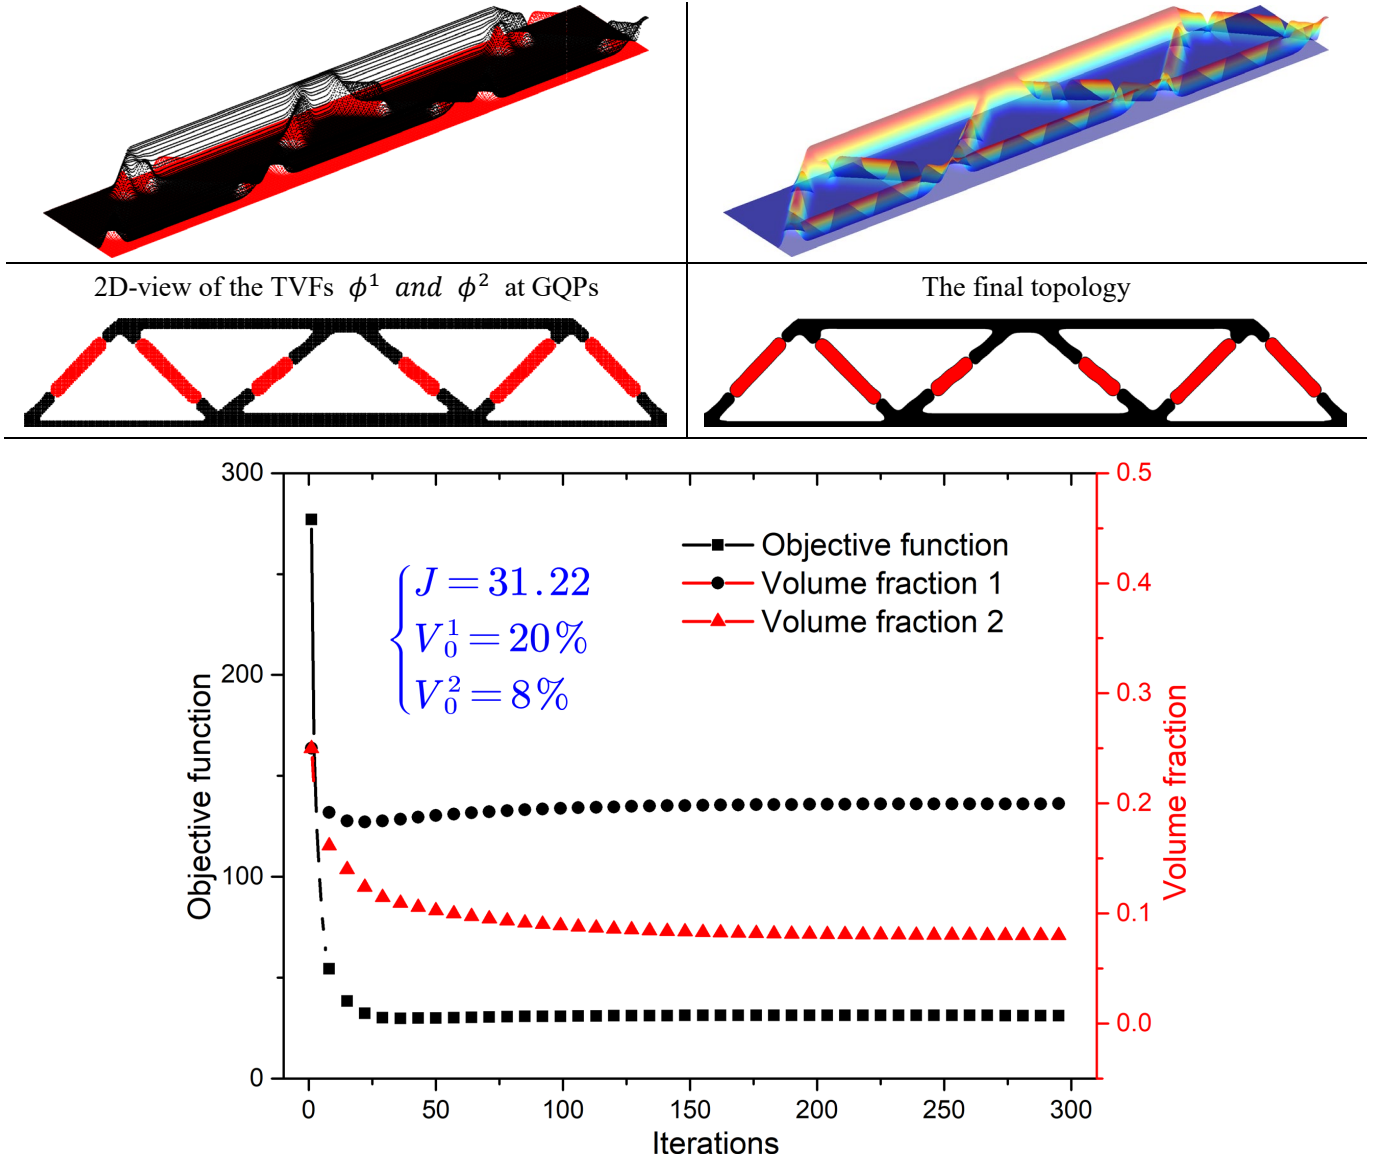 2D-view of the TVFs ϕ¹ and ϕ² at GQPs
The final topology
300
200
100
0
Objective function
0.5
0.4
0.3
0.2
0.1
0.0
Volume fraction
Objective function
Volume fraction 1
Volume fraction 2
J = 31.22
V₀¹ = 20%
V₀² = 8%
0 50 100 150 200 250 300
Iterations